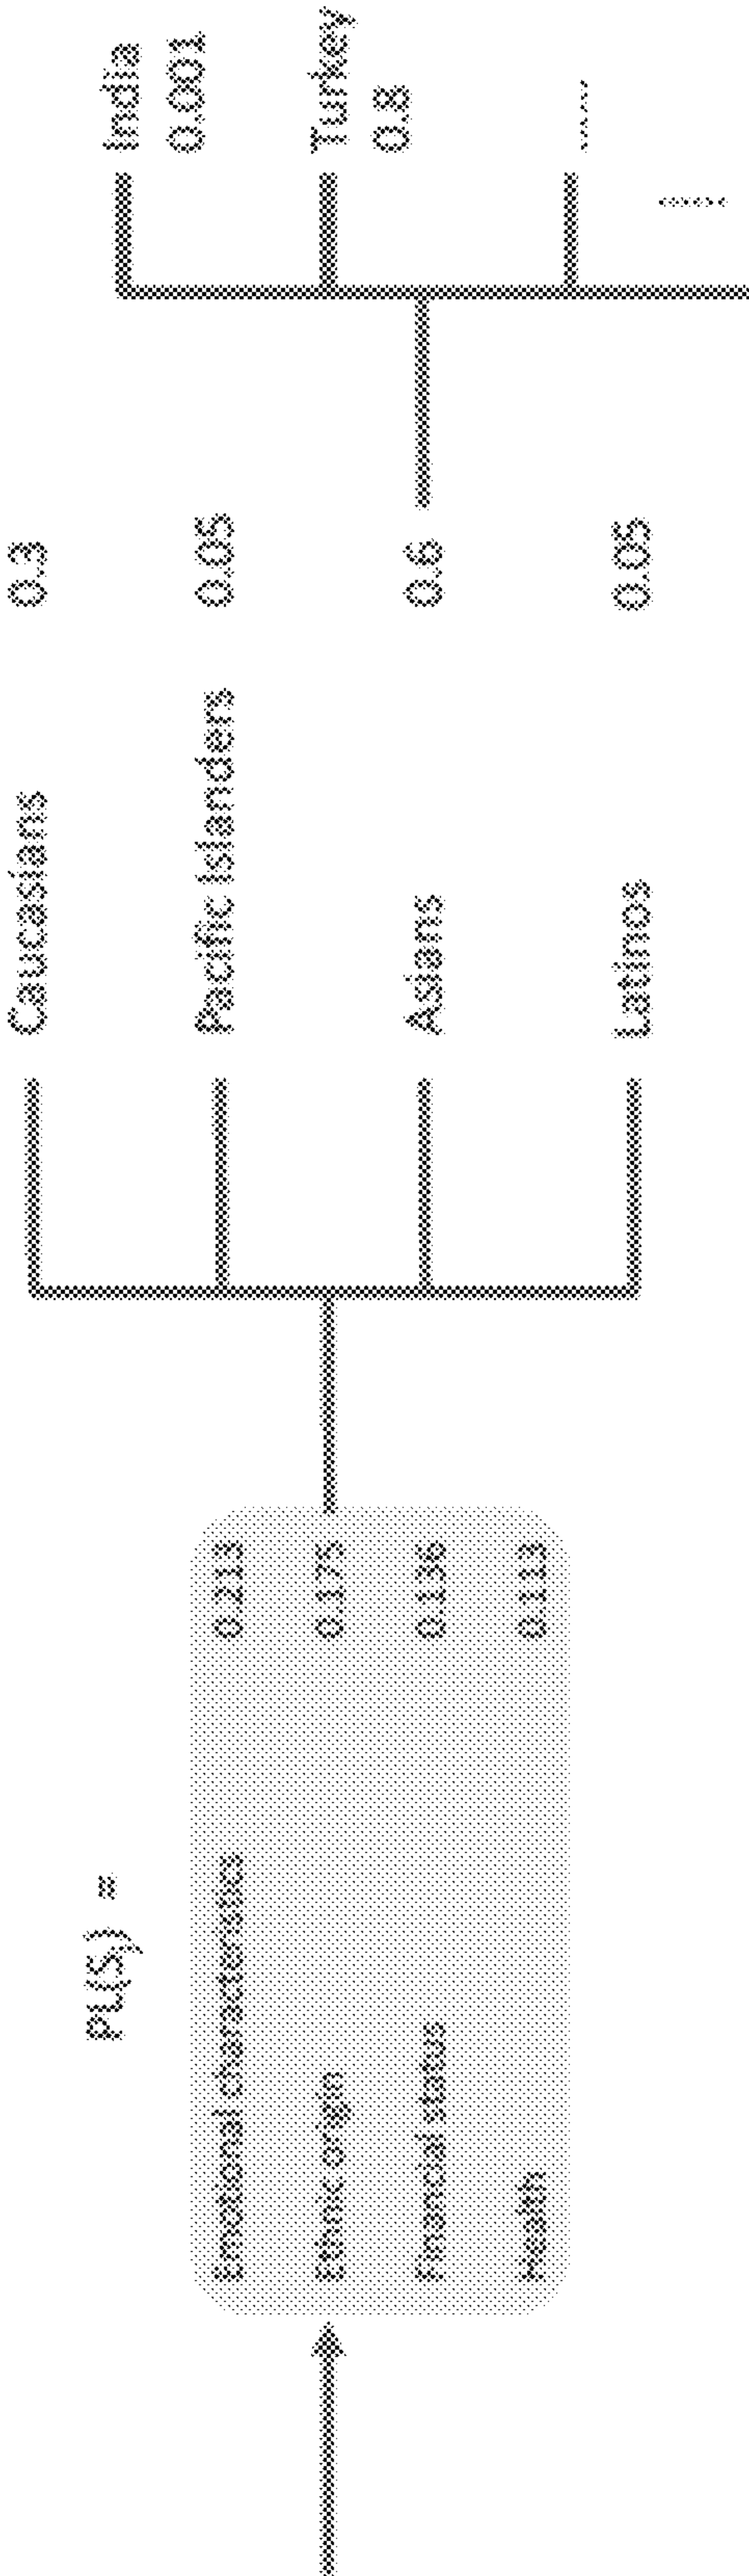 PL(Sⱼ) =
Emotional characteristics 0.213
Ethnic origin 0.175
Financial status 0.136
Health 0.113
Caucasians 0.3
Pacific Islanders 0.05
Asians 0.6
Latinos 0.05
India
0.001
Turkey
0.8
......
......